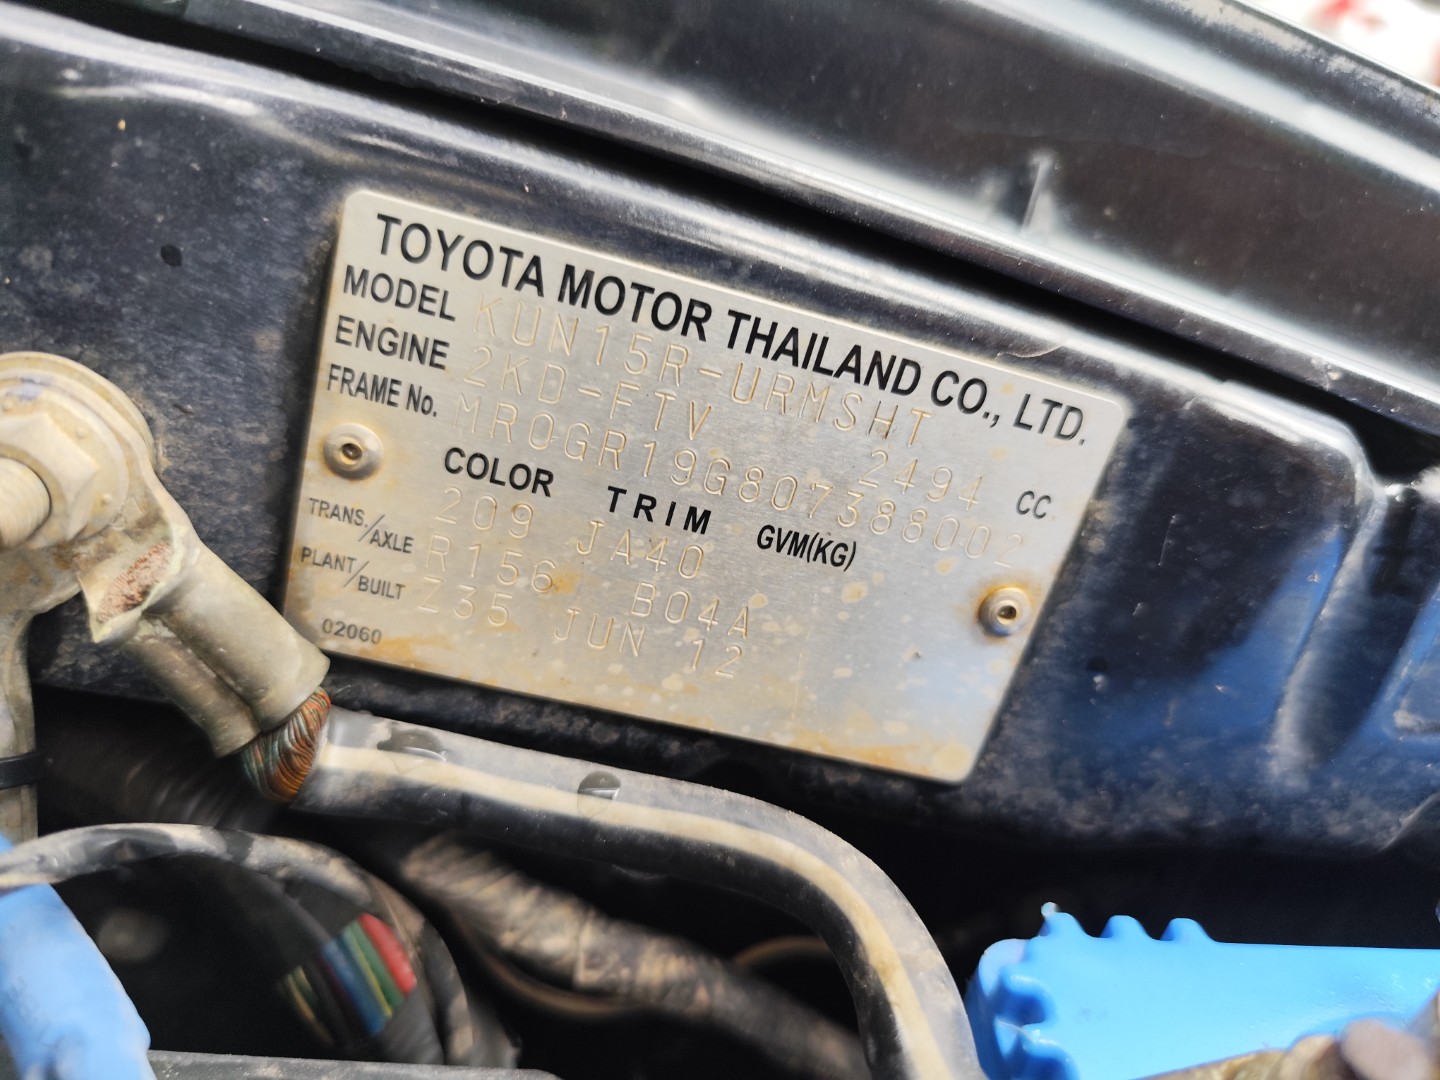 TOYOTA MOTOR THAILAND CO., LTD.
MODEL KUN15R-URMSHT
ENGINE 2KD-FTV 2494 CC
FRAME No. MR0GR19G807388002
COLOR TRIM GVM(KG)
209 JA40
TRANS./AXLE R156 B04A
PLANT/BUILT Z35 JUN 12
02060